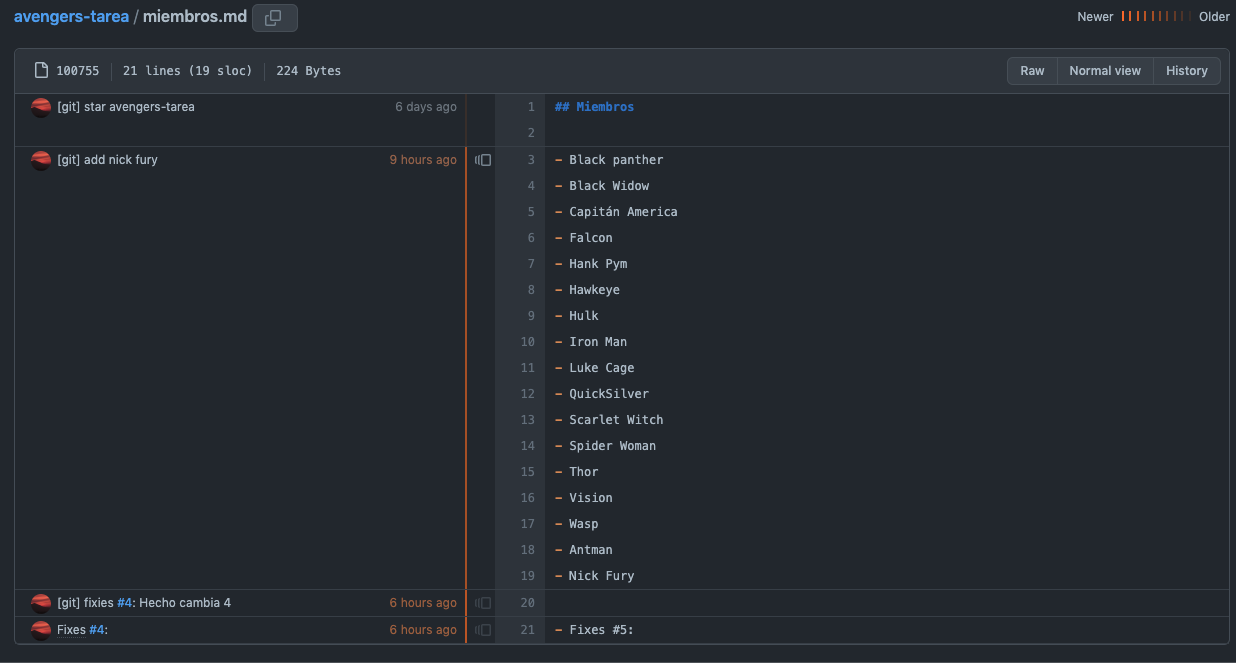 avengers-tarea / miembros.md
Newer Older
100755 21 lines (19 sloc) 224 Bytes
Raw Normal view History
[git] star avengers-tarea 6 days ago 1 ## Miembros
2
[git] add nick fury 9 hours ago 3 - Black panther
4 - Black Widow
5 - Capitán America
6 - Falcon
7 - Hank Pym
8 - Hawkeye
9 - Hulk
10 - Iron Man
11 - Luke Cage
12 - QuickSilver
13 - Scarlet Witch
14 - Spider Woman
15 - Thor
16 - Vision
17 - Wasp
18 - Antman
19 - Nick Fury
[git] fixies #4: Hecho cambia 4 6 hours ago 20
Fixes #4: 6 hours ago 21 - Fixes #5: